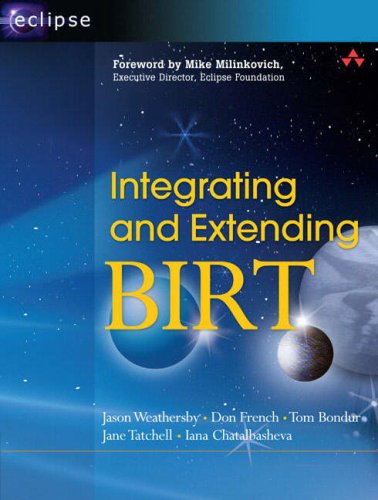 eclipse
Foreword by Mike Milinkovich,
Executive Director, Eclipse Foundation
Integrating
and Extending
BIRT
Jason Weathersby • Don French • Tom Bondur
Jane Tatchell • Iana Chatalbasheva